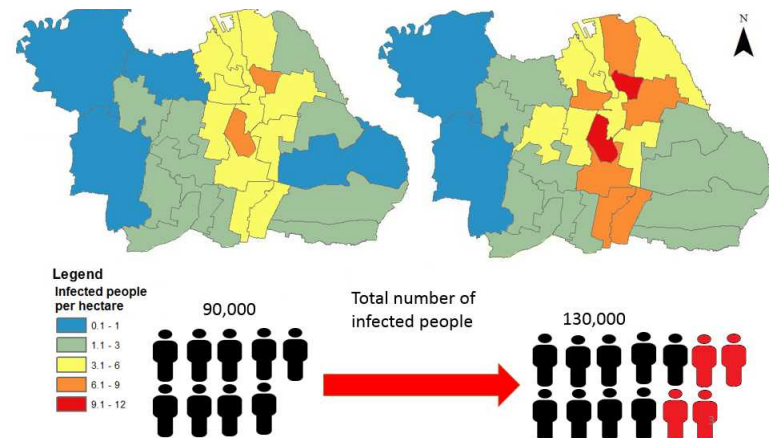 N
Legend
Infected people
per hectare
0.1 - 1
1.1 - 3
3.1 - 6
6.1 - 9
9.1 - 12
90,000
Total number of
infected people
130,000
3